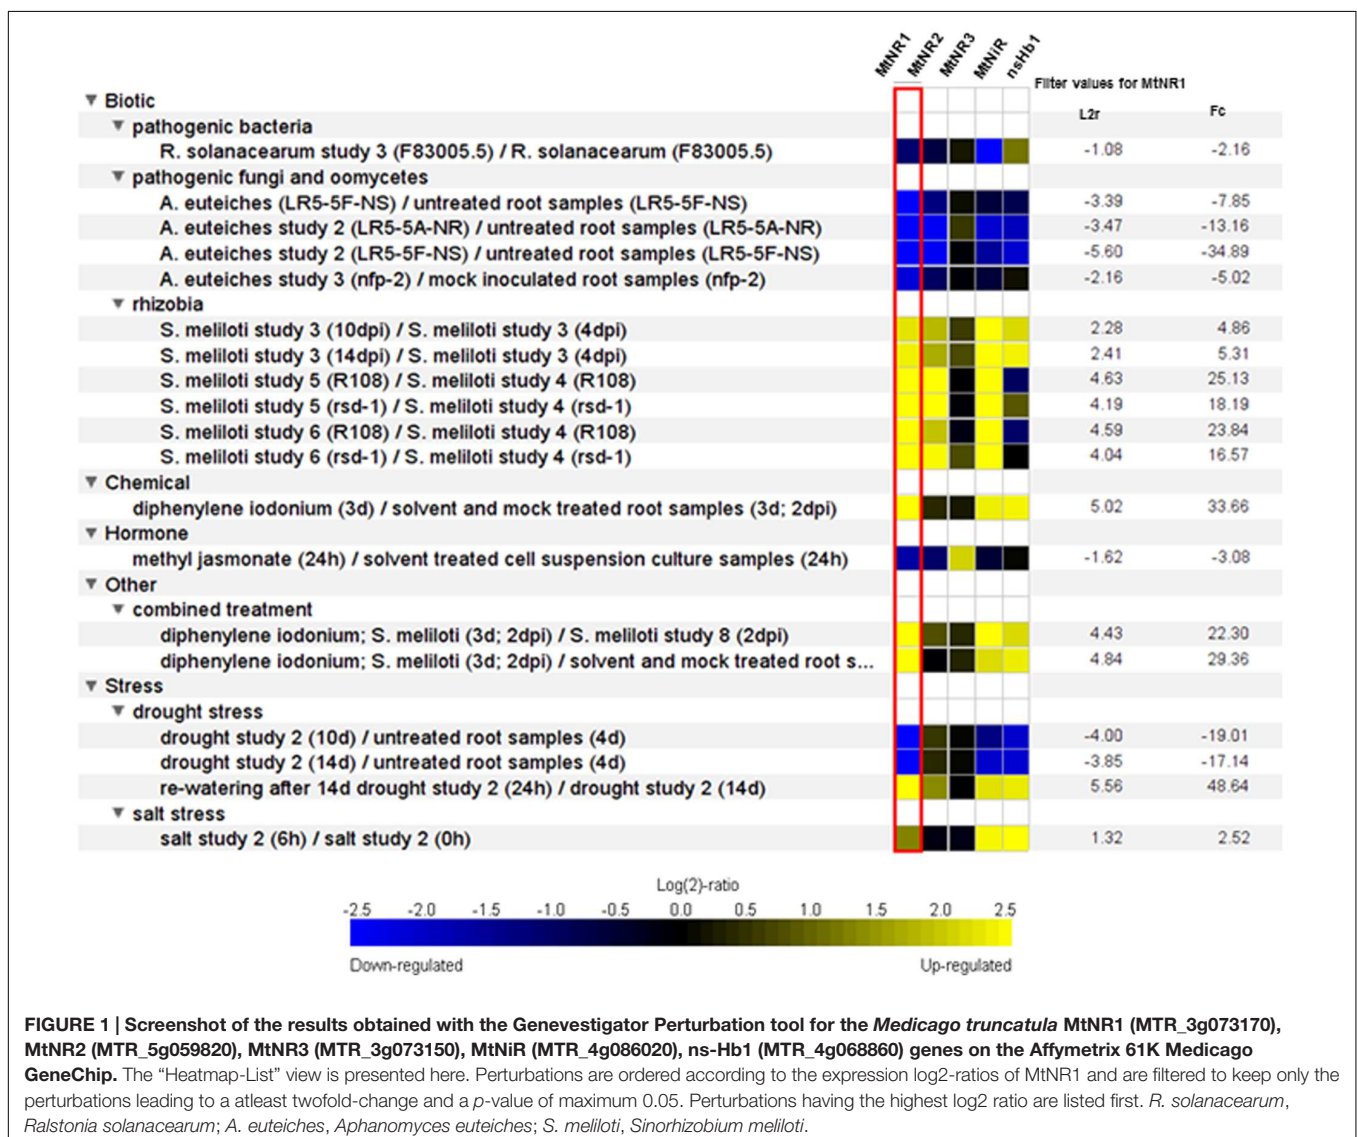 MtNR1 MtNR2 MtNR3 MtNiR nsHb1
Filter values for MtNR1
L2r Fc
Biotic
pathogenic bacteria
R. solanacearum study 3 (F83005.5) / R. solanacearum (F83005.5) -1.08 -2.16
pathogenic fungi and oomycetes
A. euteiches (LR5-5F-NS) / untreated root samples (LR5-5F-NS) -3.39 -7.85
A. euteiches study 2 (LR5-5A-NR) / untreated root samples (LR5-5A-NR) -3.47 -13.16
A. euteiches study 2 (LR5-5F-NS) / untreated root samples (LR5-5F-NS) -5.60 -34.89
A. euteiches study 3 (nfp-2) / mock inoculated root samples (nfp-2) -2.16 -5.02
rhizobia
S. meliloti study 3 (10dpi) / S. meliloti study 3 (4dpi) 2.28 4.86
S. meliloti study 3 (14dpi) / S. meliloti study 3 (4dpi) 2.41 5.31
S. meliloti study 5 (R108) / S. meliloti study 4 (R108) 4.63 25.13
S. meliloti study 5 (rsd-1) / S. meliloti study 4 (rsd-1) 4.19 18.19
S. meliloti study 6 (R108) / S. meliloti study 4 (R108) 4.59 23.84
S. meliloti study 6 (rsd-1) / S. meliloti study 4 (rsd-1) 4.04 16.57
Chemical
diphenylene iodonium (3d) / solvent and mock treated root samples (3d; 2dpi) 5.02 33.66
Hormone
methyl jasmonate (24h) / solvent treated cell suspension culture samples (24h) -1.62 -3.08
Other
combined treatment
diphenylene iodonium; S. meliloti (3d; 2dpi) / S. meliloti study 8 (2dpi) 4.43 22.30
diphenylene iodonium; S. meliloti (3d; 2dpi) / solvent and mock treated root s... 4.84 29.36
Stress
drought stress
drought study 2 (10d) / untreated root samples (4d) -4.00 -19.01
drought study 2 (14d) / untreated root samples (4d) -3.85 -17.14
re-watering after 14d drought study 2 (24h) / drought study 2 (14d) 5.56 48.64
salt stress
salt study 2 (6h) / salt study 2 (0h) 1.32 2.52
Log(2)-ratio
-2.5 -2.0 -1.5 -1.0 -0.5 0.0 0.5 1.0 1.5 2.0 2.5
Down-regulated Up-regulated
FIGURE 1 | Screenshot of the results obtained with the Genevestigator Perturbation tool for the Medicago truncatula MtNR1 (MTR_3g073170),
MtNR2 (MTR_5g059820), MtNR3 (MTR_3g073150), MtNiR (MTR_4g086020), ns-Hb1 (MTR_4g068860) genes on the Affymetrix 61K Medicago
GeneChip. The “Heatmap-List” view is presented here. Perturbations are ordered according to the expression log2-ratios of MtNR1 and are filtered to keep only the
perturbations leading to a atleast twofold-change and a p-value of maximum 0.05. Perturbations having the highest log2 ratio are listed first. R. solanacearum,
Ralstonia solanacearum; A. euteiches, Aphanomyces euteiches; S. meliloti, Sinorhizobium meliloti.